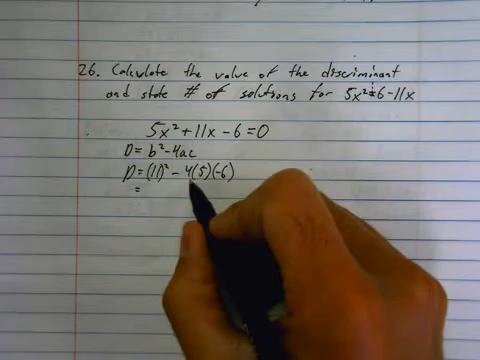 26. Calculate the value of the discriminant
and state # of solutions for 5x²=6-11x
5x²+11x-6=0
D=b²-4ac
D=(11)²-4(5)(-6)
=